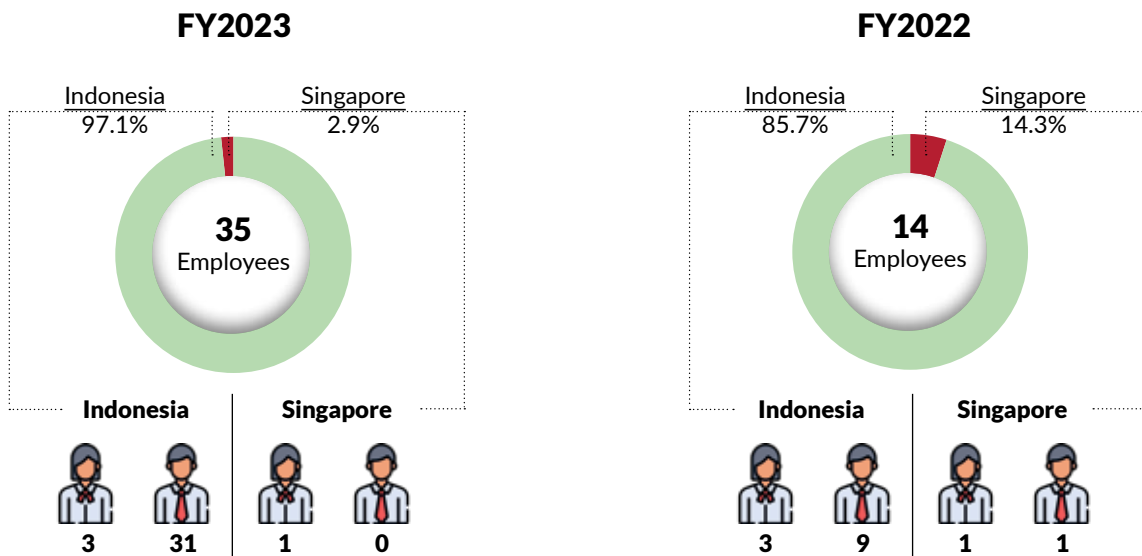 FY2023
Indonesia
97.1%
Singapore
2.9%
35
Employees
Indonesia
Singapore
3
31
1
0
FY2022
Indonesia
85.7%
Singapore
14.3%
14
Employees
Indonesia
Singapore
3
9
1
1